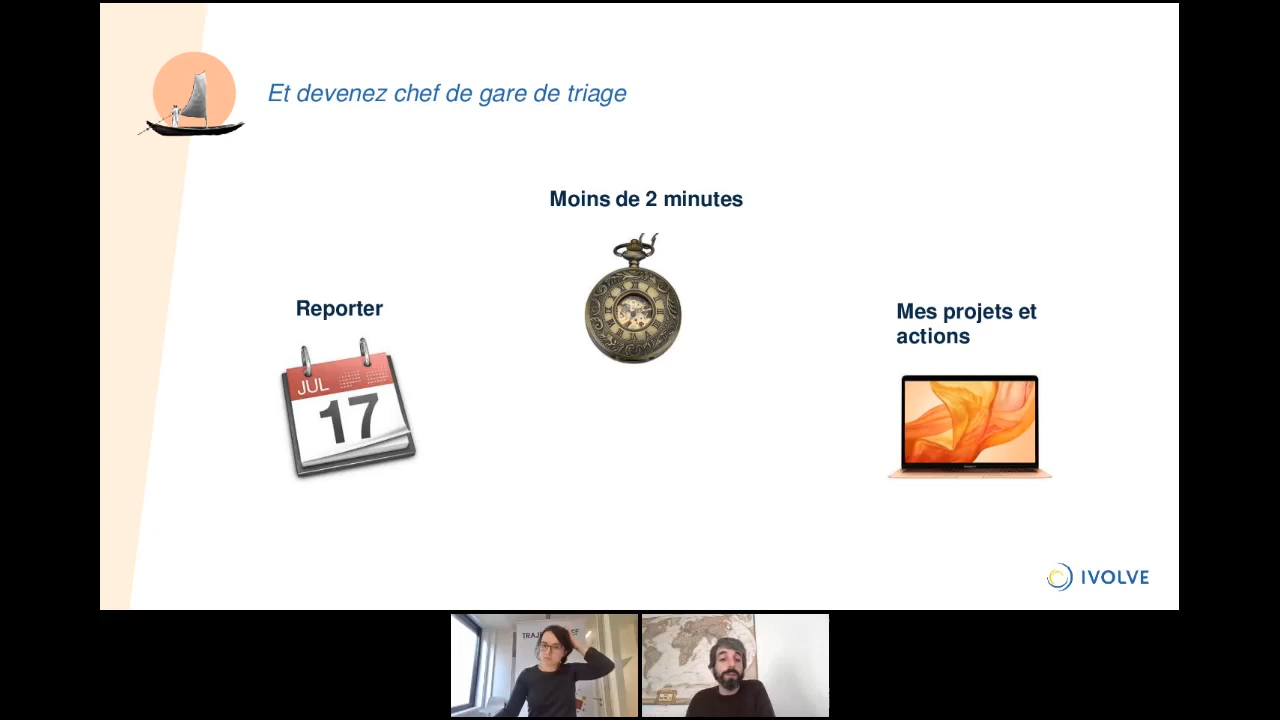 Et devenez chef de gare de triage
Moins de 2 minutes
Reporter
Mes projets et
actions
JUL
17
IVOLVE